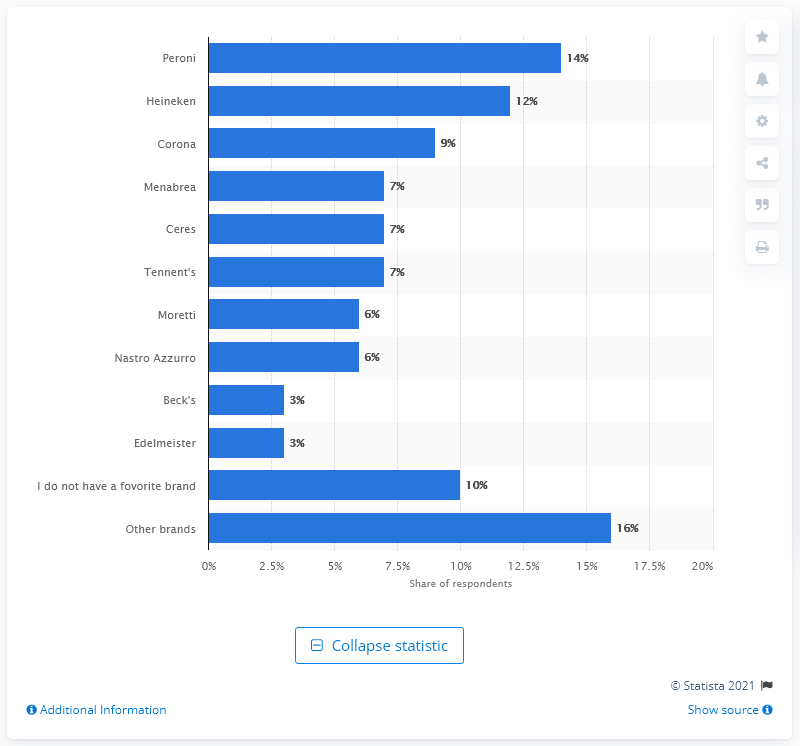 Peroni 14%
Heineken 12%
Corona 9%
Menabrea 7%
Ceres 7%
Tennent's 7%
Moretti 6%
Nastro Azzurro 6%
Beck's 3%
Edelmeister 3%
I do not have a fovorite brand 10%
Other brands 16%
0% 2.5% 5% 7.5% 10% 12.5% 15% 17.5% 20%
Share of respondents
Collapse statistic
© Statista 2021
Additional Information Show source